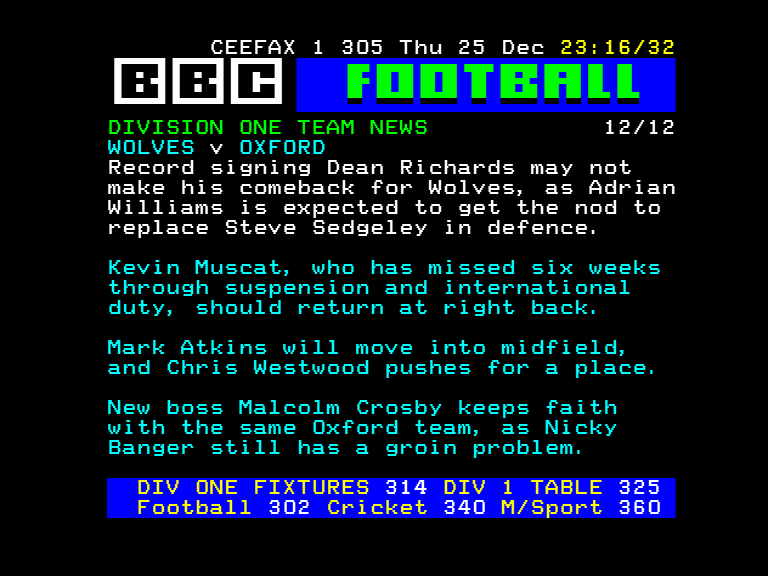 CEEFAX 1 305 Thu 25 Dec 23:16/32
BBC FOOTBALL
DIVISION ONE TEAM NEWS 12/12
WOLVES v OXFORD
Record signing Dean Richards may not
make his comeback for Wolves, as Adrian
Williams is expected to get the nod to
replace Steve Sedgeley in defence.
Kevin Muscat, who has missed six weeks
through suspension and international
duty, should return at right back.
Mark Atkins will move into midfield,
and Chris Westwood pushes for a place.
New boss Malcolm Crosby keeps faith
with the same Oxford team, as Nicky
Banger still has a groin problem.
DIV ONE FIXTURES 314 DIV 1 TABLE 325
Football 302 Cricket 340 M/Sport 360